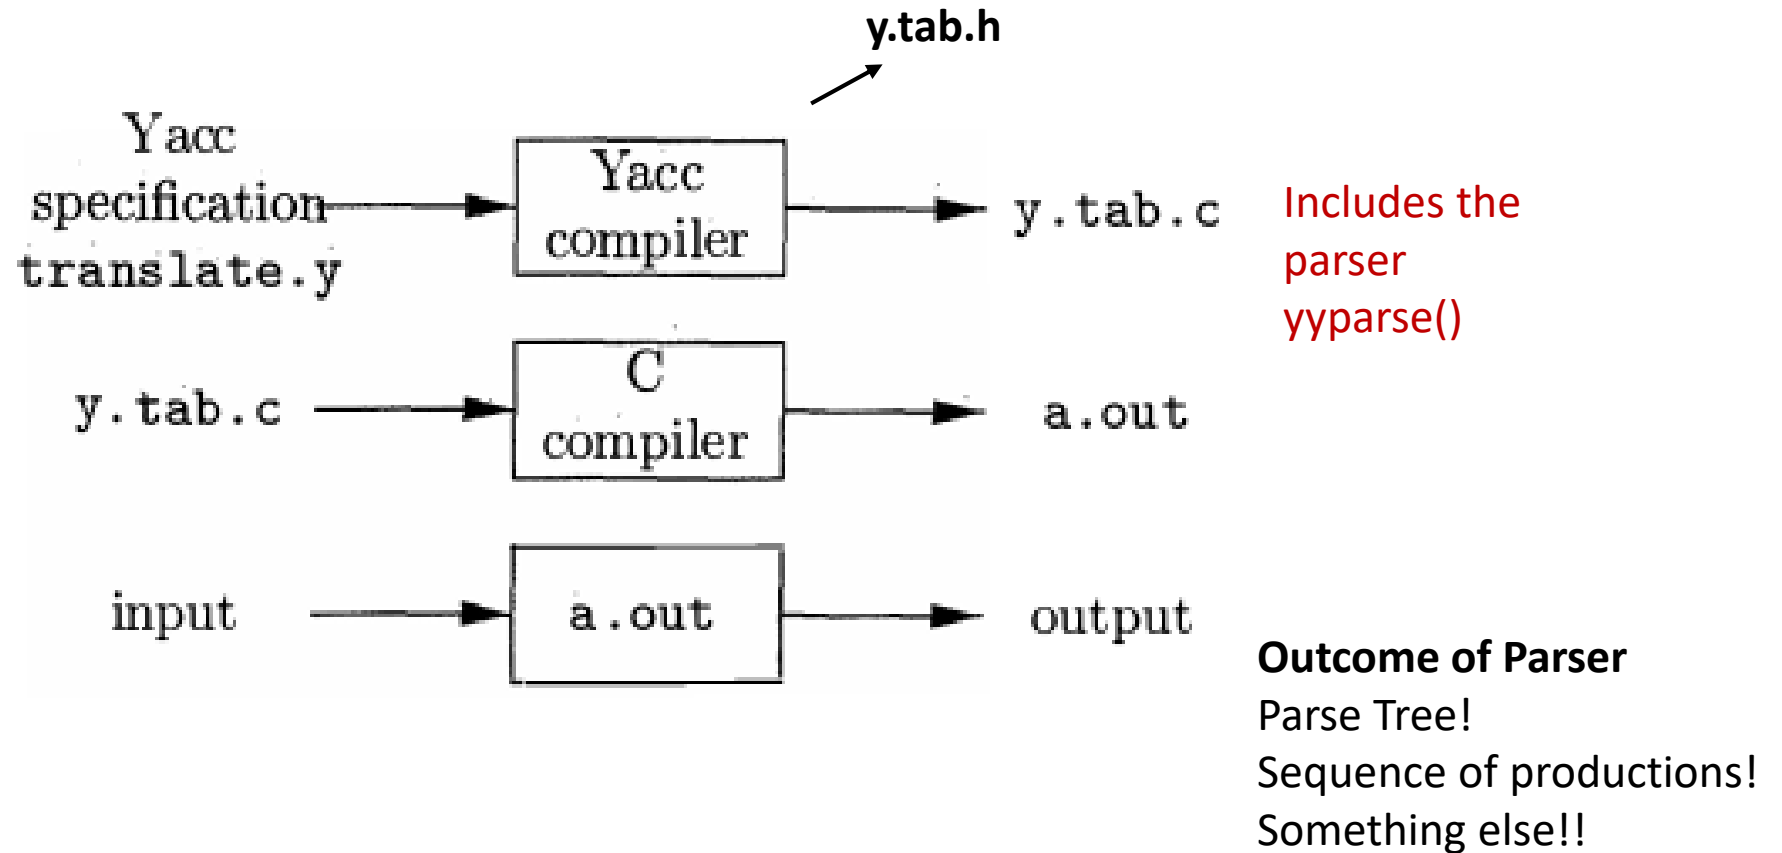 y.tab.h
Yacc
specification
translate.y
Yacc
compiler
y.tab.c
Includes the
parser
yyparse()
y.tab.c
C
compiler
a.out
input
a.out
output
Outcome of Parser
Parse Tree!
Sequence of productions!
Something else!!